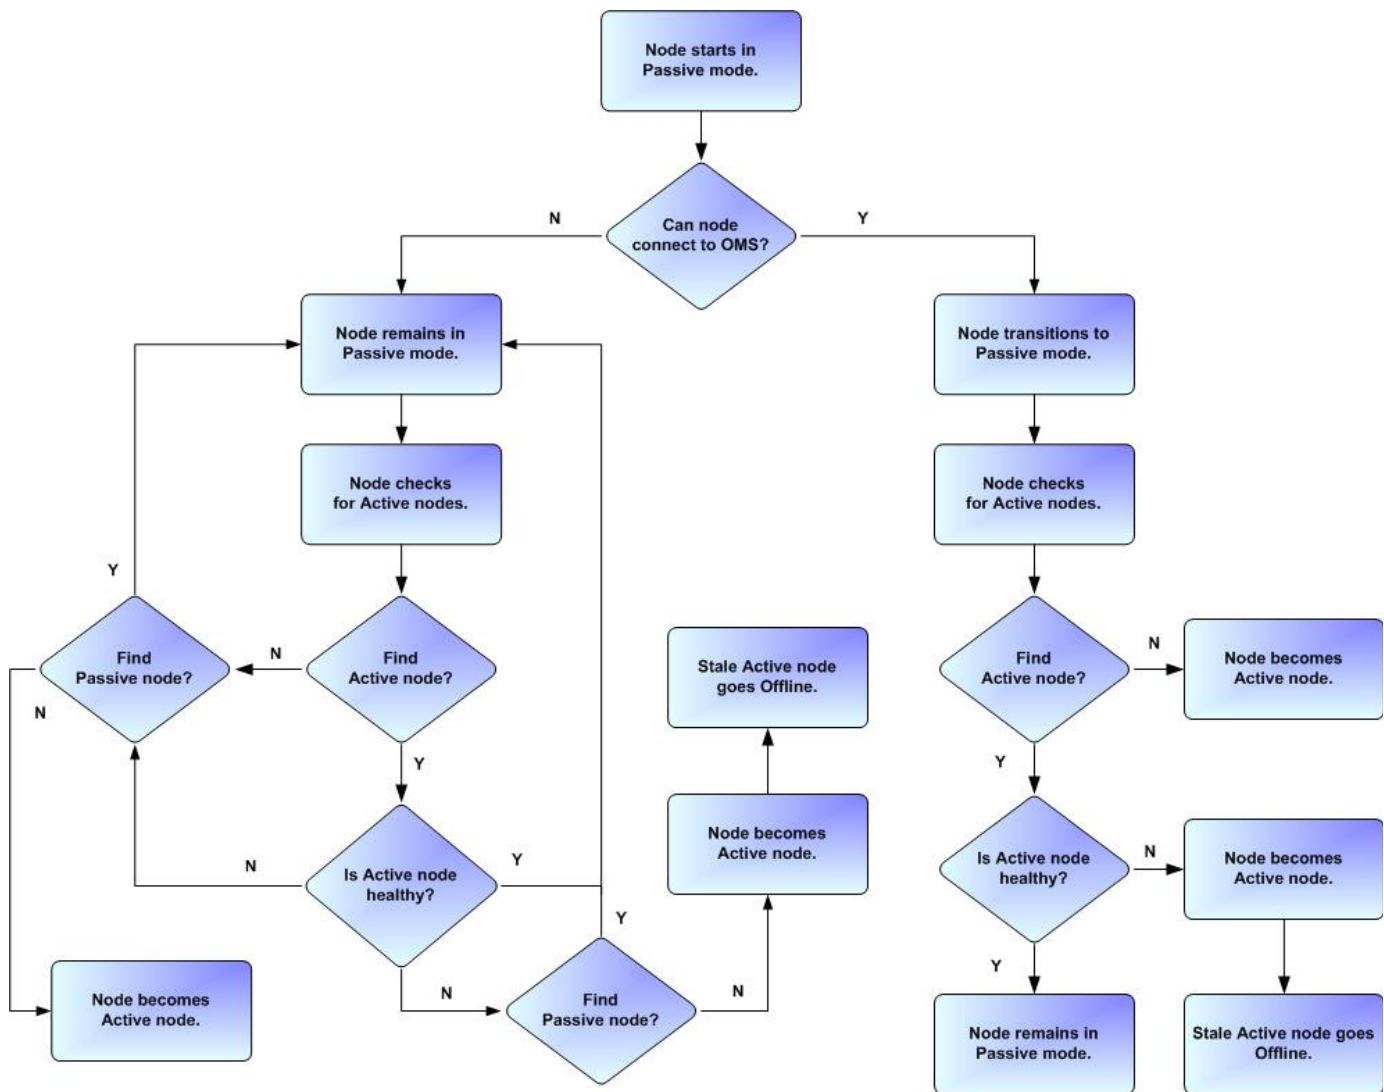 Node starts in
Passive mode.
Can node
connect to OMS?
N
Y
Node remains in
Passive mode.
Node transitions to
Passive mode.
Node checks
for Active nodes.
Node checks
for Active nodes.
Y
Find
Passive node?
N
Find
Active node?
N
Y
Stale Active node
goes Offline.
Find
Active node?
N
Node becomes
Active node.
Y
Is Active node
healthy?
N
Y
Node becomes
Active node.
Is Active node
healthy?
N
Node becomes
Active node.
Y
Y
Node becomes
Active node.
N
Find
Passive node?
N
Node remains in
Passive mode.
Stale Active node goes
Offline.